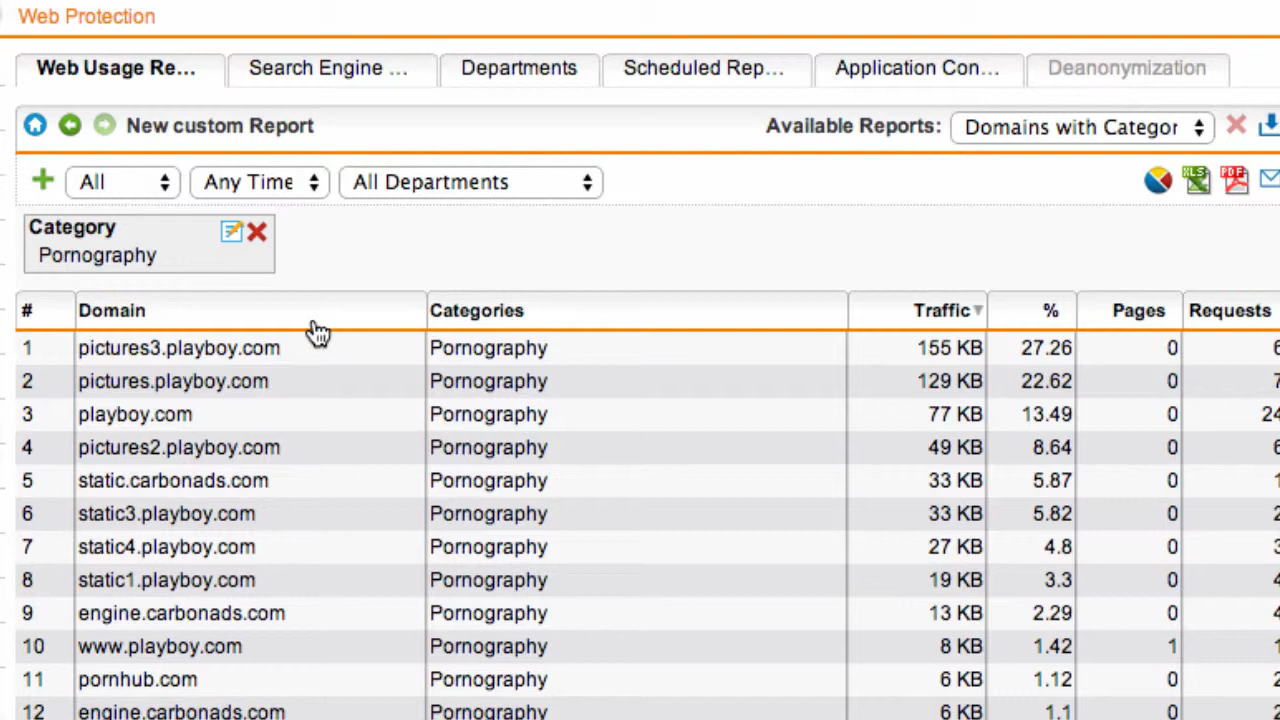 Web Protection
Web Usage Re... Search Engine ... Departments Scheduled Rep... Application Con... Deanonymization
New custom Report Available Reports: Domains with Categor
All Any Time All Departments XLS PDF
Category
Pornography
# Domain Categories Traffic % Pages Requests
1 pictures3.playboy.com Pornography 155 KB 27.26 0
2 pictures.playboy.com Pornography 129 KB 22.62 0
3 playboy.com Pornography 77 KB 13.49 0
4 pictures2.playboy.com Pornography 49 KB 8.64 0
5 static.carbonads.com Pornography 33 KB 5.87 0
6 static3.playboy.com Pornography 33 KB 5.82 0
7 static4.playboy.com Pornography 27 KB 4.8 0
8 static1.playboy.com Pornography 19 KB 3.3 0
9 engine.carbonads.com Pornography 13 KB 2.29 0
10 www.playboy.com Pornography 8 KB 1.42 1
11 pornhub.com Pornography 6 KB 1.12 0
12 engine.carbonads.com Pornography 6 KB 1.1 0